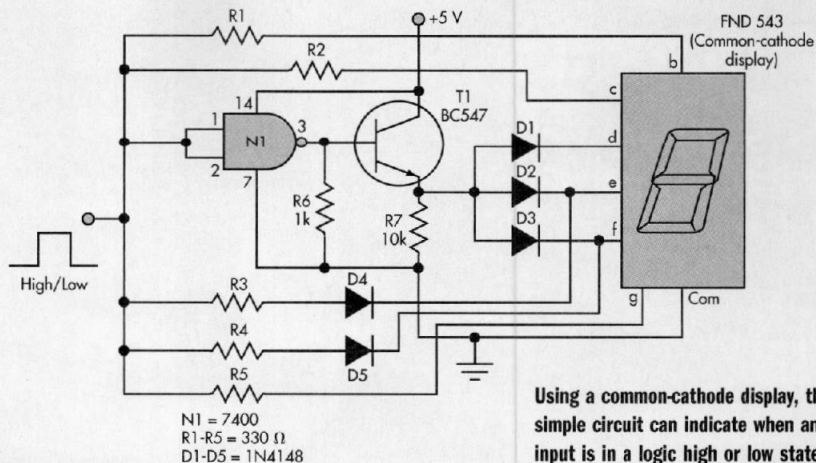 R1
+5 V
FND 543
(Common-cathode
display)
R2
b
T1
BC547
c
14
1
N1
3
2
7
D1
d
D2
e
R6
1k
R7
10k
D3
f
High/Low
R3
D4
g
Com
R4
D5
R5
N1 = 7400
R1-R5 = 330 Ω
D1-D5 = 1N4148
Using a common-cathode display,
simple circuit can indicate when
input is in a logic high or low state